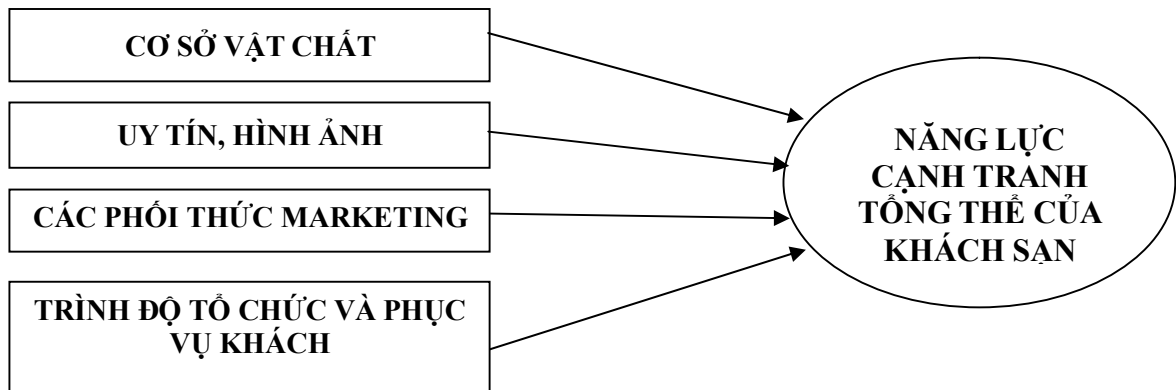 CƠ SỞ VẬT CHẤT
UY TÍN, HÌNH ẢNH
CÁC PHỐI THỨC MARKETING
TRÌNH ĐỘ TỔ CHỨC VÀ PHỤC
VỤ KHÁCH
NĂNG LỰC
CẠNH TRANH
TỔNG THỂ CỦA
KHÁCH SẠN